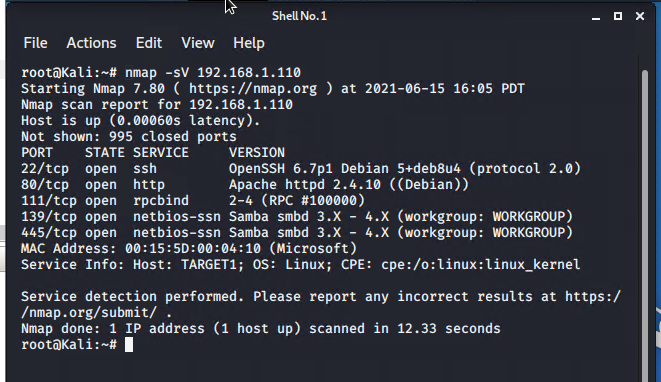 Shell No. 1
File Actions Edit View Help
root@Kali:~# nmap -sV 192.168.1.110
Starting Nmap 7.80 ( https://nmap.org ) at 2021-06-15 16:05 PDT
Nmap scan report for 192.168.1.110
Host is up (0.00060s latency).
Not shown: 995 closed ports
PORT    STATE SERVICE     VERSION
22/tcp  open  ssh         OpenSSH 6.7p1 Debian 5+deb8u4 (protocol 2.0)
80/tcp  open  http        Apache httpd 2.4.10 ((Debian))
111/tcp open  rpcbind     2-4 (RPC #100000)
139/tcp open  netbios-ssn Samba smbd 3.X - 4.X (workgroup: WORKGROUP)
445/tcp open  netbios-ssn Samba smbd 3.X - 4.X (workgroup: WORKGROUP)
MAC Address: 00:15:5D:00:04:10 (Microsoft)
Service Info: Host: TARGET1; OS: Linux; CPE: cpe:/o:linux:linux_kernel
Service detection performed. Please report any incorrect results at https:/
/nmap.org/submit/ .
Nmap done: 1 IP address (1 host up) scanned in 12.33 seconds
root@Kali:~#